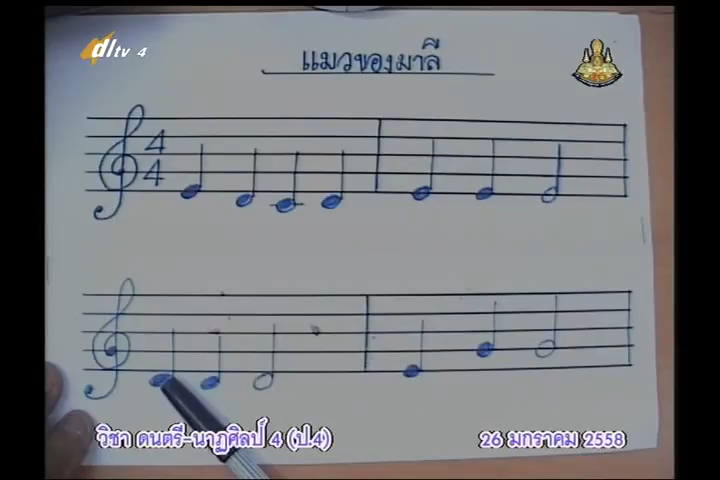 dltv 4
แมวของมาลี
4
4
วิชา ดนตรี-นาฏศิลป์ 4 (ป.4)
26 มกราคม 2558